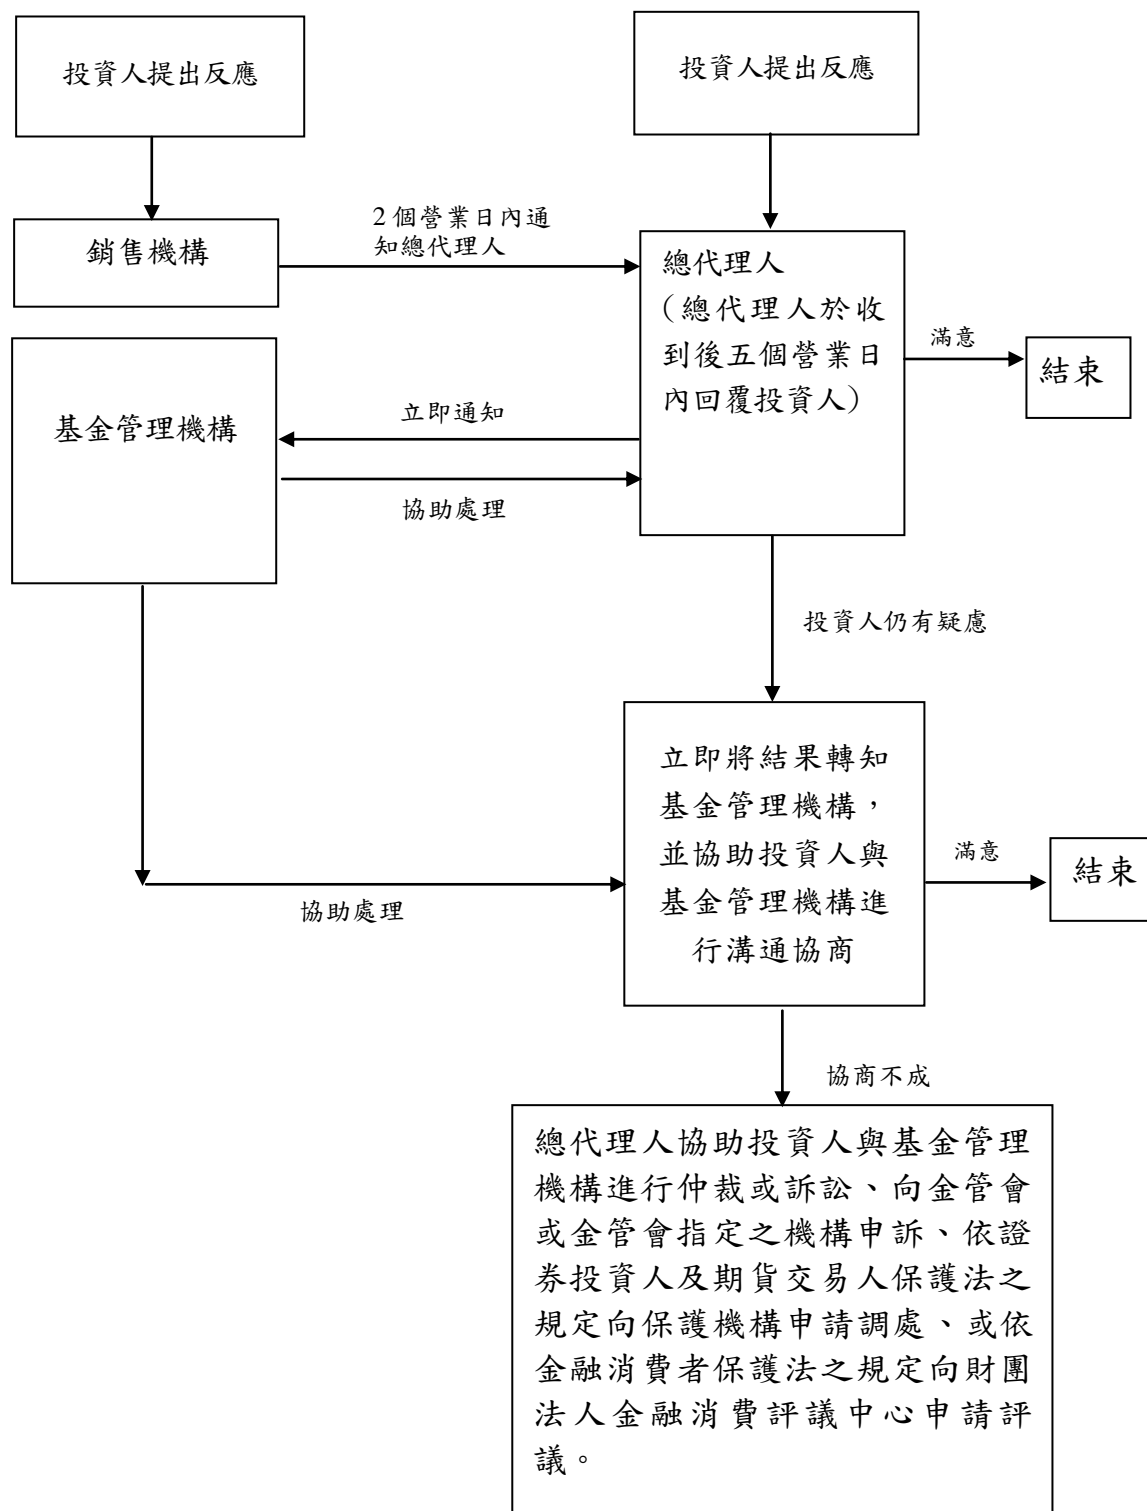 投資人提出反應
投資人提出反應
銷售機構
2個營業日內通
知總代理人
總代理人
（總代理人於收
到後五個營業日
內回覆投資人）
滿意
結束
基金管理機構
立即通知
協助處理
投資人仍有疑慮
立即將結果轉知
基金管理機構，
並協助投資人與
基金管理機構進
行溝通協商
滿意
結束
協助處理
協商不成
總代理人協助投資人與基金管理
機構進行仲裁或訴訟、向金管會
或金管會指定之機構申訴、依證
券投資人及期貨交易人保護法之
規定向保護機構申請調處、或依
金融消費者保護法之規定向財團
法人金融消費評議中心申請評
議。